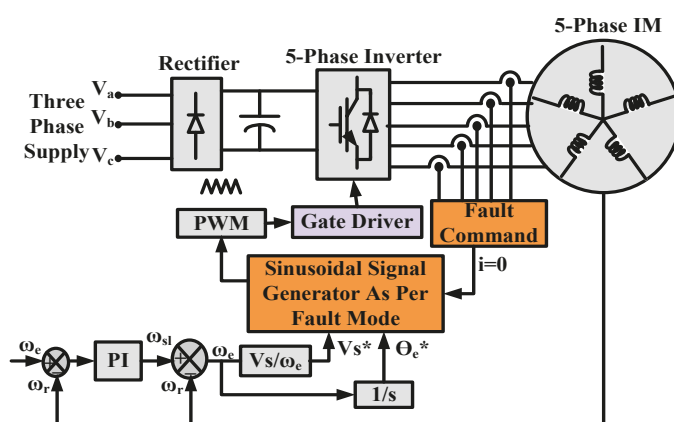 5-Phase IM
5-Phase Inverter
Rectifier
Three
Phase
Supply
Va
Vb
Vc
PWM
Gate Driver
Fault
Command
i=0
Sinusoidal Signal
Generator As Per
Fault Mode
ωe
ωr
+
−
PI
ωsl
+
−
ωr
ωe
Vs/ωe
Vs*
Θe*
1/s